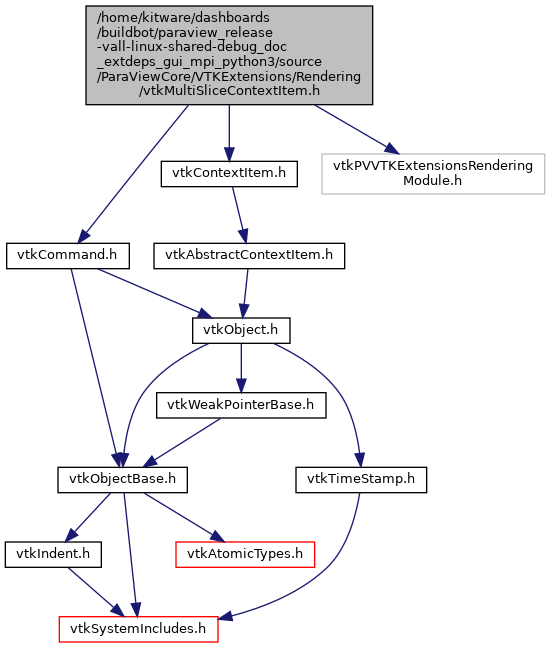 /home/kitware/dashboards
/buildbot/paraview_release
-vall-linux-shared-debug_doc
_extdeps_gui_mpi_python3/source
/ParaViewCore/VTKExtensions/Rendering
/vtkMultiSliceContextItem.h
vtkContextItem.h
vtkPVVTKExtensionsRendering
Module.h
vtkCommand.h
vtkAbstractContextItem.h
vtkObject.h
vtkWeakPointerBase.h
vtkObjectBase.h
vtkTimeStamp.h
vtkIndent.h
vtkAtomicTypes.h
vtkSystemIncludes.h